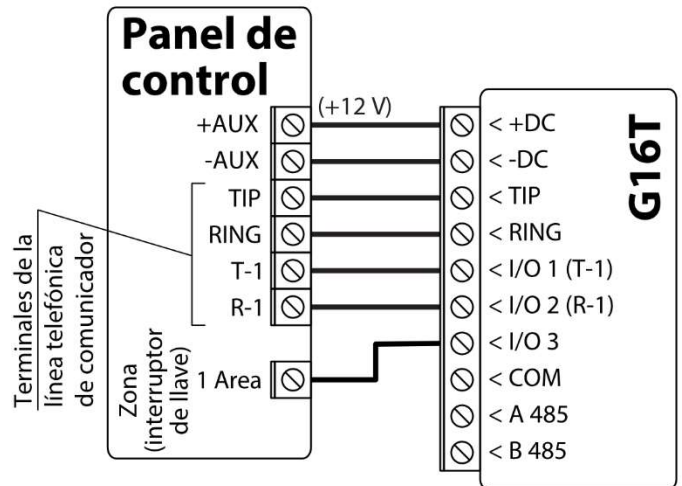 Panel de
control
+AUX
-AUX
TIP
RING
T-1
R-1
1 Area
Terminales de la
línea telefónica
de comunicador
Zona
(interruptor
de llave)
(+12 V)
< +DC
< -DC
< TIP
< RING
< I/O 1 (T-1)
< I/O 2 (R-1)
< I/O 3
< COM
< A 485
< B 485
G16T